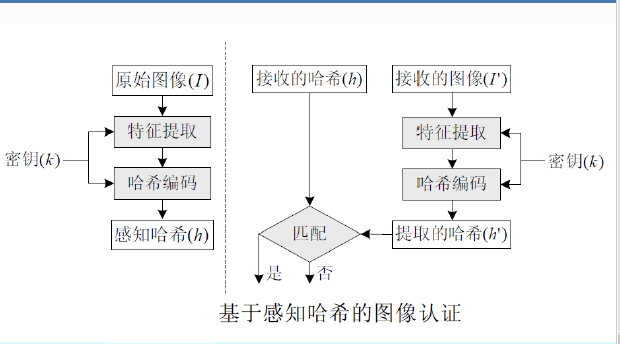 原始图像(I)
特征提取
密钥(k)
哈希编码
感知哈希(h)
接收的哈希(h)
接收的图像(I')
特征提取
密钥(k)
哈希编码
匹配
提取的哈希(h')
是
否
基于感知哈希的图像认证